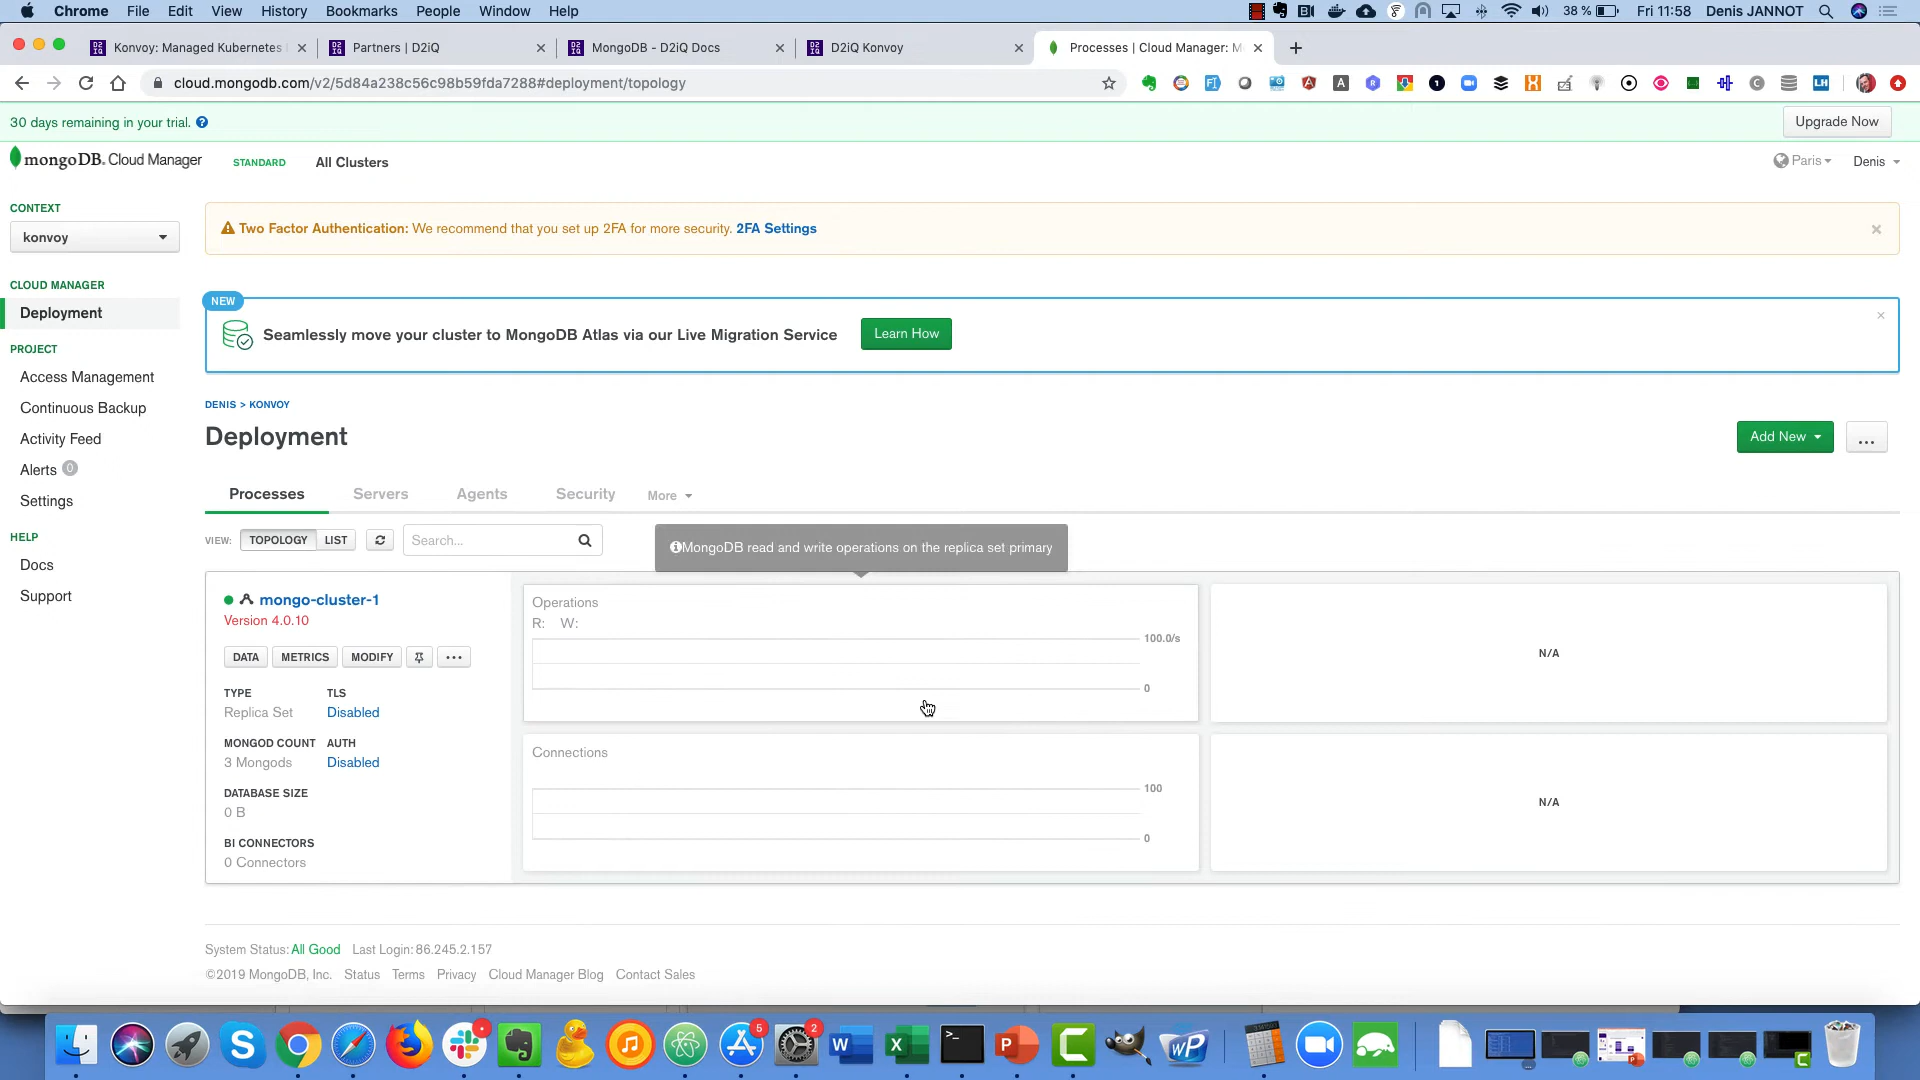 Chrome File Edit View History Bookmarks People Window Help 38 % Fri 11:58 Denis JANNOT
Konvoy: Managed Kubernetes
Partners | D2iQ
MongoDB - D2iQ Docs
D2iQ Konvoy
Processes | Cloud Manager: M
cloud.mongodb.com/v2/5d84a238c56c98b59fda7288#deployment/topology
30 days remaining in your trial.
Upgrade Now
mongoDB. Cloud Manager
STANDARD
All Clusters
Paris
Denis
CONTEXT
konvoy
CLOUD MANAGER
Deployment
PROJECT
Access Management
Continuous Backup
Activity Feed
Alerts 0
Settings
HELP
Docs
Support
Two Factor Authentication: We recommend that you set up 2FA for more security. 2FA Settings
NEW
Seamlessly move your cluster to MongoDB Atlas via our Live Migration Service
Learn How
DENIS > KONVOY
Deployment
Add New
...
Processes
Servers
Agents
Security
More
VIEW:
TOPOLOGY
LIST
Search...
MongoDB read and write operations on the replica set primary
mongo-cluster-1
Version 4.0.10
DATA
METRICS
MODIFY
TYPE
Replica Set
TLS
Disabled
MONGOD COUNT
3 Mongods
AUTH
Disabled
DATABASE SIZE
0 B
BI CONNECTORS
0 Connectors
Operations
R: W:
100.0/s
0
N/A
Connections
100
0
N/A
System Status: All Good Last Login: 86.245.2.157
©2019 MongoDB, Inc. Status Terms Privacy Cloud Manager Blog Contact Sales
5
2